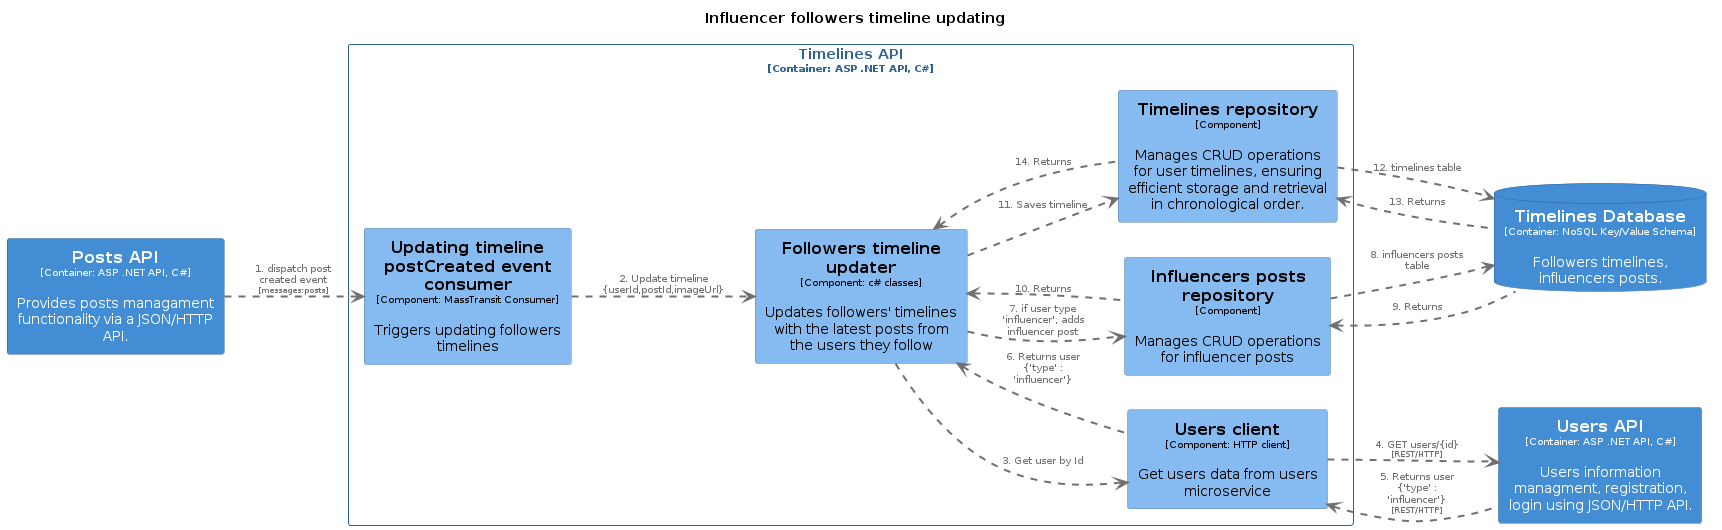 Influencer followers timeline updating
Timelines API
[Container: ASP .NET API, C#]
Posts API
[Container: ASP .NET API, C#]
Provides posts managament
functionality via a JSON/HTTP
API.
1. dispatch post
created event
[messages:posts]
Updating timeline
postCreated event
consumer
[Component: MassTransit Consumer]
Triggers updating followers
timelines
2. Update timeline
{userId,postId,imageUrl}
Followers timeline
updater
[Component: c# classes]
Updates followers' timelines
with the latest posts from
the users they follow
14. Returns
11. Saves timeline
10. Returns
7. if user type
'influencer', adds
influencer post
6. Returns user
{'type' :
'influencer'}
3. Get user by Id
Timelines repository
[Component]
Manages CRUD operations
for user timelines, ensuring
efficient storage and retrieval
in chronological order.
Influencers posts
repository
[Component]
Manages CRUD operations
for influencer posts
Users client
[Component: HTTP client]
Get users data from users
microservice
12. timelines table
13. Returns
8. influencers posts
table
9. Returns
4. GET users/{id}
[REST/HTTP]
5. Returns user
{'type' :
'influencer'}
[REST/HTTP]
Timelines Database
[Container: NoSQL Key/Value Schema]
Followers timelines,
influencers posts.
Users API
[Container: ASP .NET API, C#]
Users information
managment, registration,
login using JSON/HTTP API.